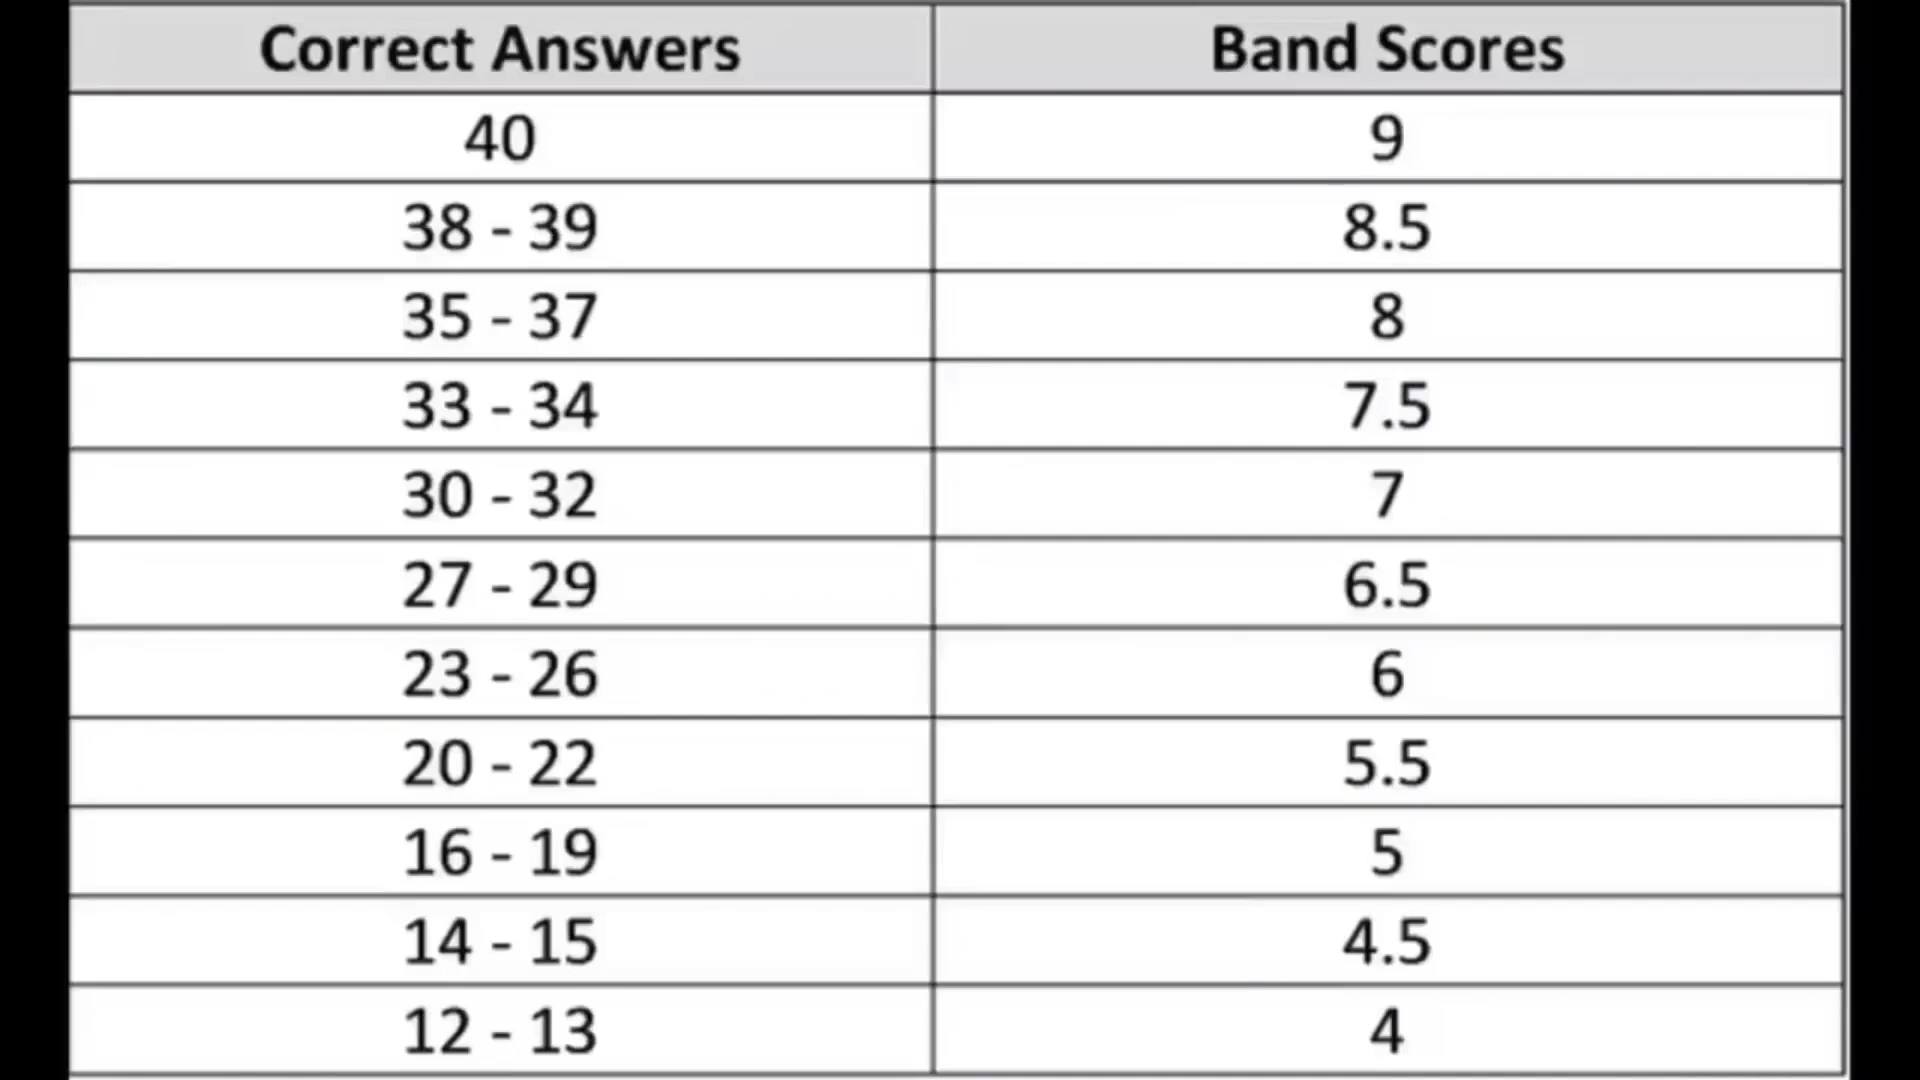 Correct Answers Band Scores
40 9
38 - 39 8.5
35 - 37 8
33 - 34 7.5
30 - 32 7
27 - 29 6.5
23 - 26 6
20 - 22 5.5
16 - 19 5
14 - 15 4.5
12 - 13 4